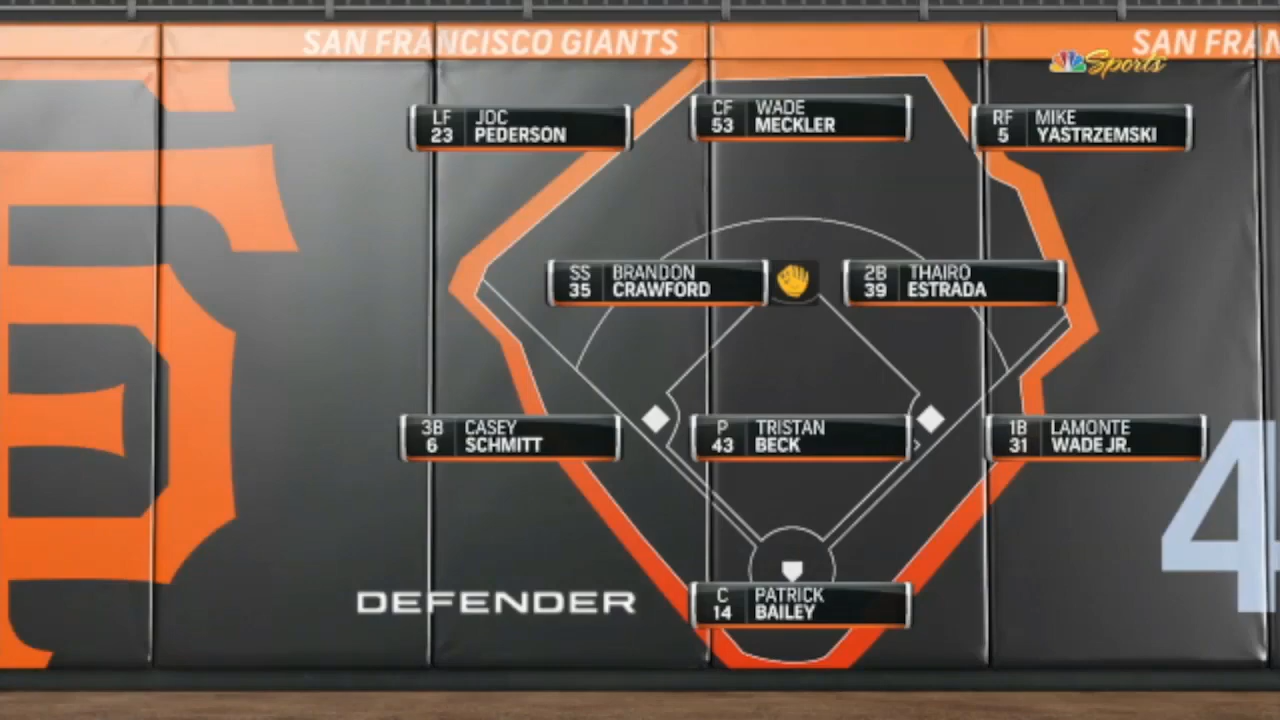 SAN FRANCISCO GIANTS
SAN FRAN
Sports
LF JOC
23 PEDERSON
CF WADE
53 MECKLER
RF MIKE
5 YASTRZEMSKI
SS BRANDON
35 CRAWFORD
2B THAIRO
39 ESTRADA
3B CASEY
6 SCHMITT
P TRISTAN
43 BECK
1B LAMONTE
31 WADE JR.
4
DEFENDER
C PATRICK
14 BAILEY